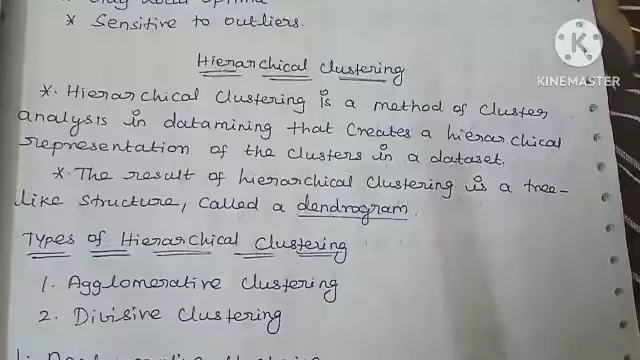 * Sensitive to outliers.
Hierarchical Clustering
*. Hierarchical Clustering is a method of cluster
analysis in datamining that creates a hierarchical
representation of the clusters in a dataset.
*. The result of hierarchical clustering is a tree-
like structure, called a dendrogram.
Types of Hierarchical Clustering
1. Agglomerative clustering
2. Divisive clustering
KINEMASTER